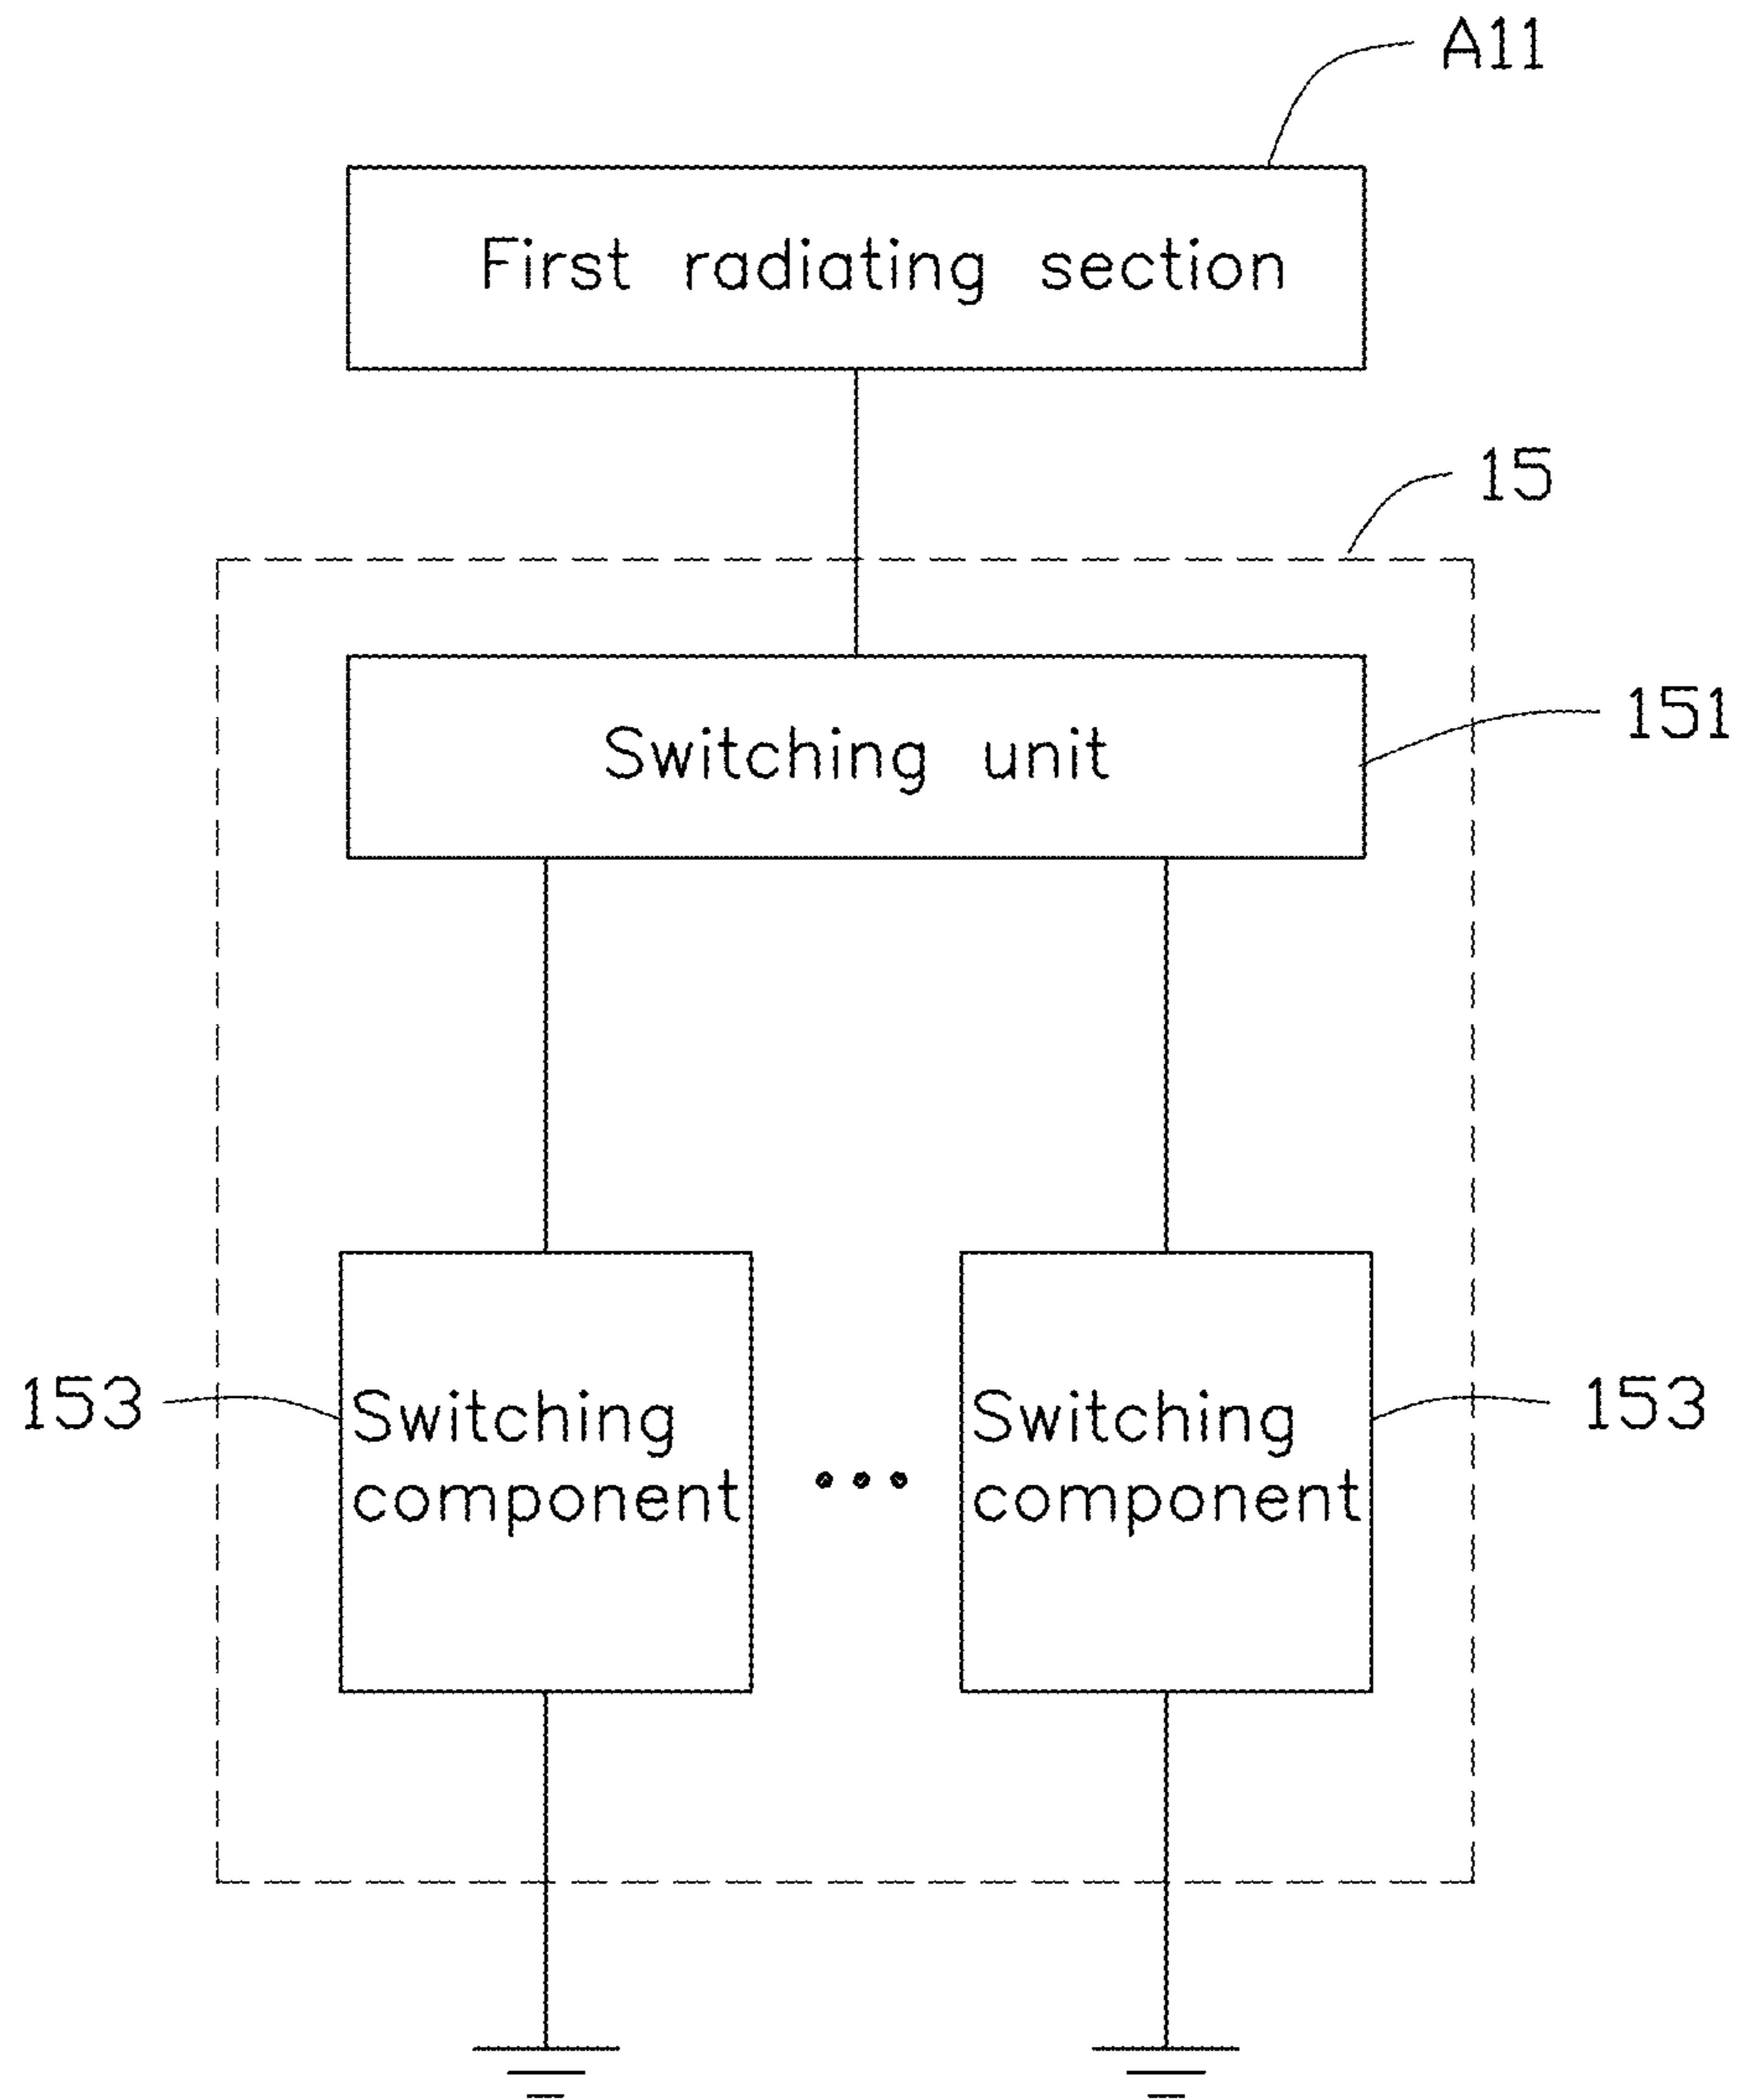 A11
First radiating section
15
Switching unit
151
153
Switching
component
Switching
component
153